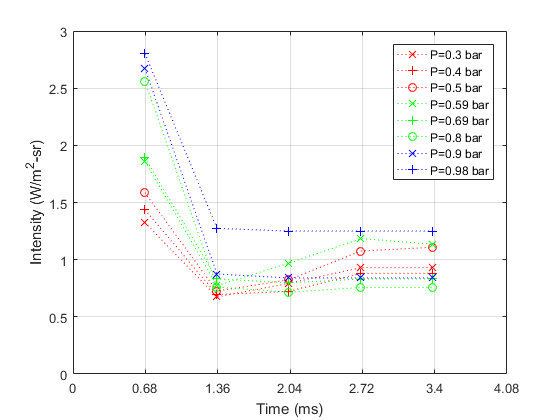 3
2.5
2
1.5
1
0.5
0
Intensity (W/m²-sr)
P=0.3 bar
P=0.4 bar
P=0.5 bar
P=0.59 bar
P=0.69 bar
P=0.8 bar
P=0.9 bar
P=0.98 bar
0 0.68 1.36 2.04 2.72 3.4 4.08
Time (ms)